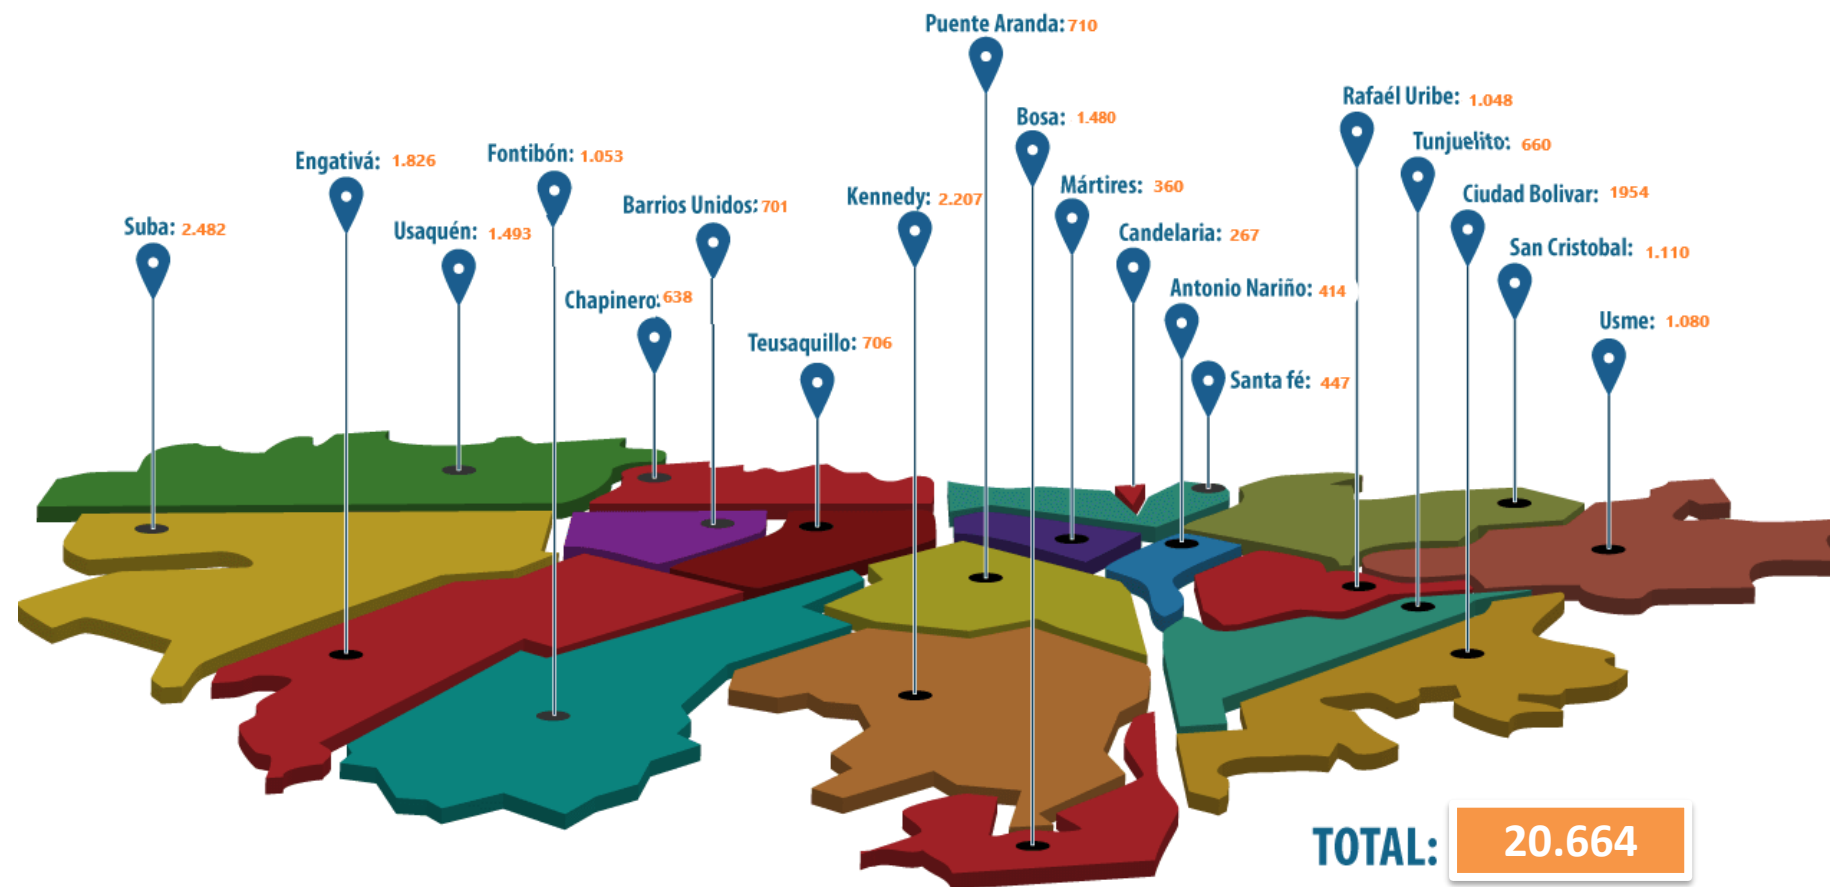 Puente Aranda: 710
Rafaél Uribe: 1.048
Bosa: 1.480
Tunjuelito: 660
Engativá: 1.826
Fontibón: 1.053
Mártires: 360
Ciudad Bolivar: 1954
Kennedy: 2.207
Barrios Unidos: 701
Suba: 2.482
Usaquén: 1.493
Candelaria: 267
San Cristobal: 1.110
Antonio Nariño: 414
Chapinero: 638
Usme: 1.080
Teusaquillo: 706
Santa fé: 447
TOTAL: 20.664